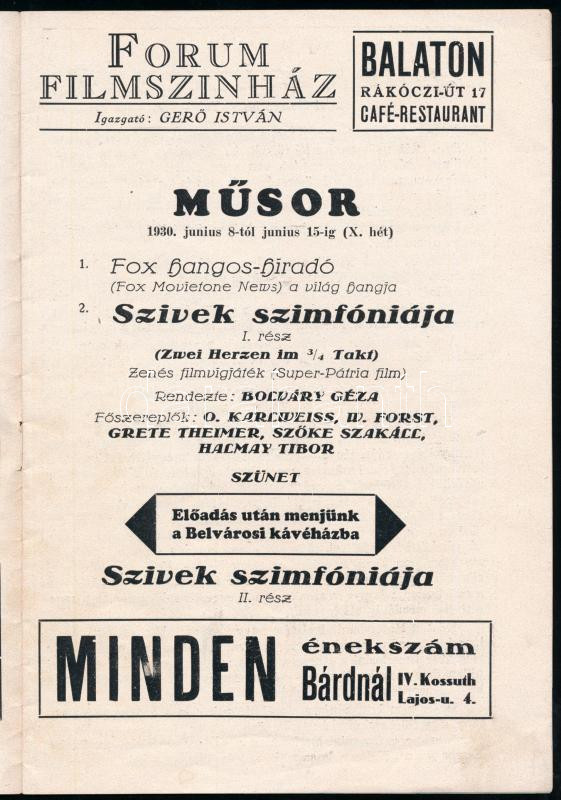 FORUM
FILMSZINHÁZ
Igazgató: GERŐ ISTVÁN
BALATON
RÁKÓCZI-ÚT 17
CAFÉ-RESTAURANT
MŰSOR
1930. junius 8-tól junius 15-ig (X. hét)
1. Fox Hangos-Hiradó
(Fox Movietone News) a világ hangja
2. Szivek szimfóniája
I. rész
(Zwei Herzen im 3/4 Takt)
Zenés filmvigjáték (Super-Pátria film)
Rendezte: BOLVÁRY GÉZA
Főszereplők: O. KARLWEISS, W. FORST,
GRETE THEIMER, SZŐKE SZAKÁLL,
HALMAY TIBOR
SZÜNET
Előadás után menjünk
a Belvárosi kávéházba
Szivek szimfóniája
II. rész
MINDEN
énekszám
Bárdnál
IV. Kossuth
Lajos-u. 4.